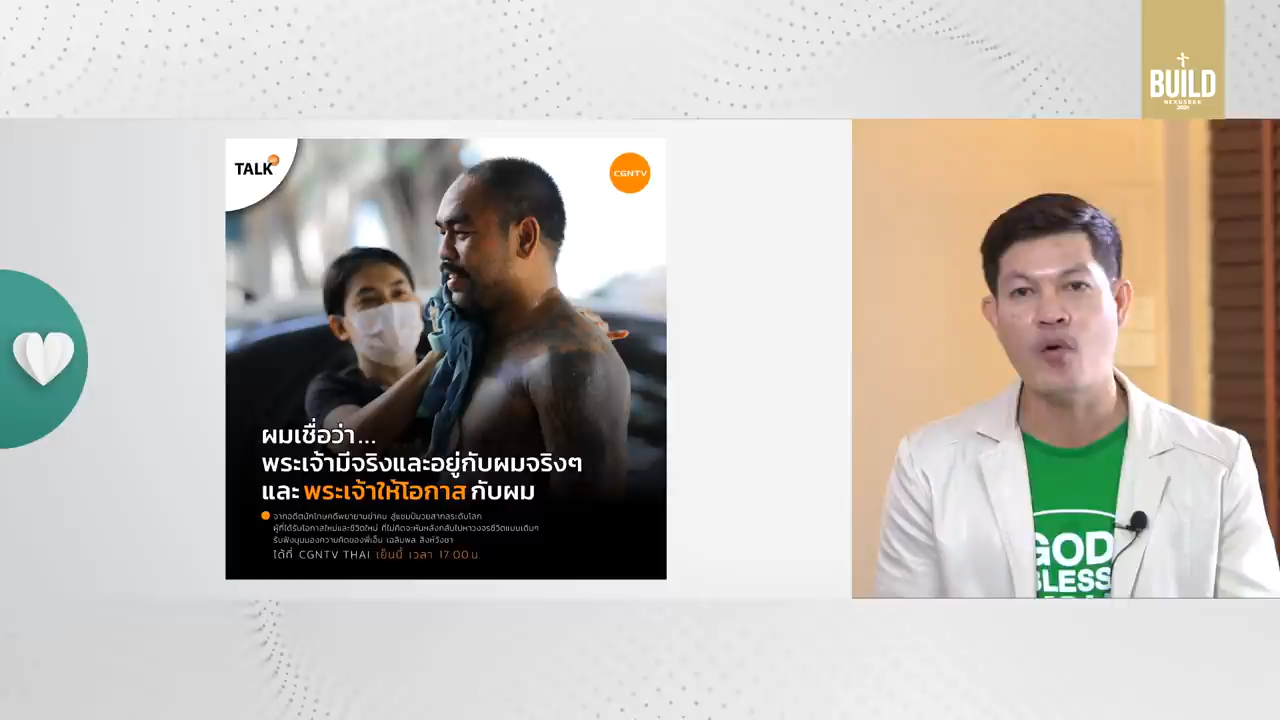 BUILD
NEXUSBKK
2021
TALK
CGNTV
ผมเชื่อว่า...
พระเจ้ามีจริงและอยู่กับผมจริงๆ
และ พระเจ้าให้โอกาส กับผม
จากอดีตนักโทษคดีพยายามฆ่าคน สู่แชมป์มวยสากลระดับโลก
ผู้ที่ได้รับโอกาสใหม่และชีวิตใหม่ ที่ไม่คิดจะหันหลังกลับไปหาวงจรชีวิตแบบเดิมๆ
รับฟังมุมมองความคิดของพี่เอ็ม เฉลิมพล สิงห์วังชา
ได้ที่ CGNTV THAI เย็นนี้ เวลา 17:00 น.
GOD
BLESS